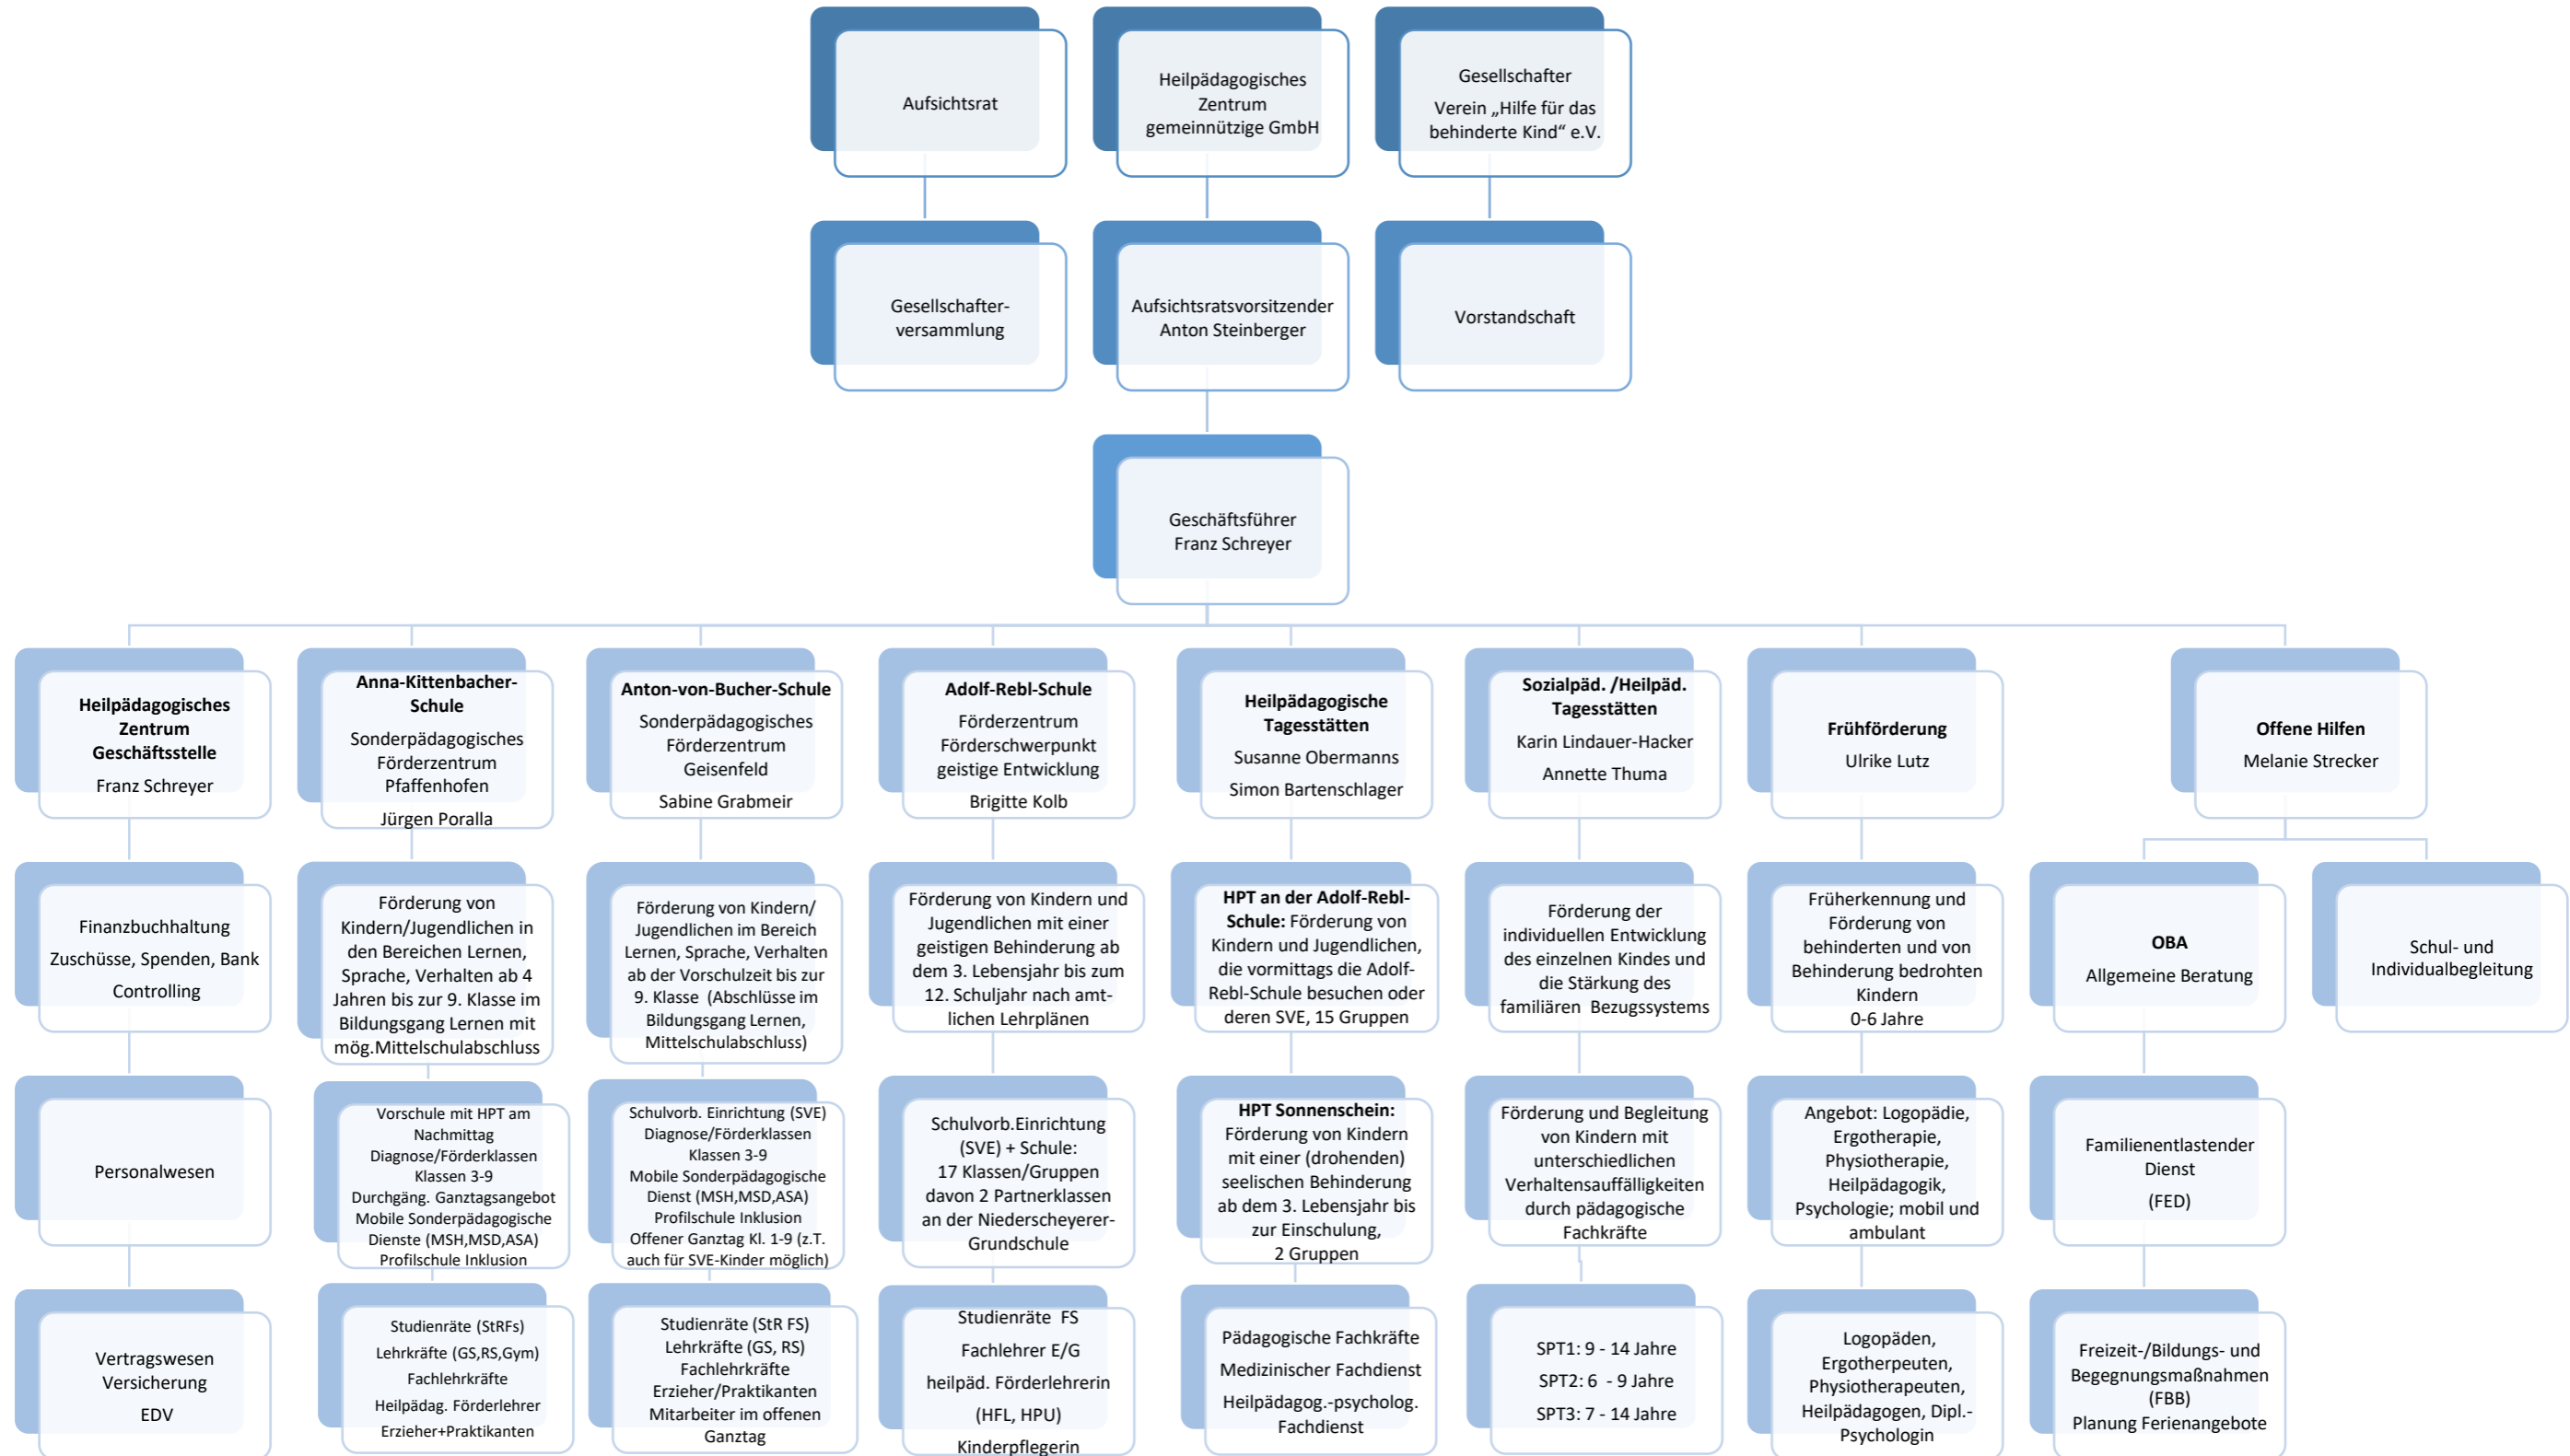 Aufsichtsrat
Heilpädagogisches
Zentrum
gemeinnützige GmbH
Gesellschafter
Verein „Hilfe für das
behinderte Kind“ e.V.
Gesellschafter-
versammlung
Aufsichtsratsvorsitzender
Anton Steinberger
Vorstandschaft
Geschäftsführer
Franz Schreyer
Heilpädagogisches
Zentrum
Geschäftsstelle
Franz Schreyer
Anna-Kittenbacher-
Schule
Sonderpädagogisches
Förderzentrum
Pfaffenhofen
Jürgen Poralla
Anton-von-Bucher-Schule
Sonderpädagogisches
Förderzentrum
Geisenfeld
Sabine Grabmeir
Adolf-Rebl-Schule
Förderzentrum
Förderschwerpunkt
geistige Entwicklung
Brigitte Kolb
Heilpädagogische
Tagesstätten
Susanne Obermanns
Simon Bartenschlager
Sozialpäd. /Heilpäd.
Tagesstätten
Karin Lindauer-Hacker
Annette Thuma
Frühförderung
Ulrike Lutz
Offene Hilfen
Melanie Strecker
Finanzbuchhaltung
Zuschüsse, Spenden, Bank
Controlling
Förderung von
Kindern/Jugendlichen in
den Bereichen Lernen,
Sprache, Verhalten ab 4
Jahren bis zur 9. Klasse im
Bildungsgang Lernen mit
mög.Mittelschulabschluss
Förderung von Kindern/
Jugendlichen im Bereich
Lernen, Sprache, Verhalten
ab der Vorschulzeit bis zur
9. Klasse (Abschlüsse im
Bildungsgang Lernen,
Mittelschulabschluss)
Förderung von Kindern und
Jugendlichen mit einer
geistigen Behinderung ab
dem 3. Lebensjahr bis zum
12. Schuljahr nach amt-
lichen Lehrplänen
HPT an der Adolf-Rebl-
Schule: Förderung von
Kindern und Jugendlichen,
die vormittags die Adolf-
Rebl-Schule besuchen oder
deren SVE, 15 Gruppen
Förderung der
individuellen Entwicklung
des einzelnen Kindes und
die Stärkung des
familiären Bezugssystems
Früherkennung und
Förderung von
behinderten und von
Behinderung bedrohten
Kindern
0-6 Jahre
OBA
Allgemeine Beratung
Schul- und
Individualbegleitung
Personalwesen
Vorschule mit HPT am
Nachmittag
Diagnose/Förderklassen
Klassen 3-9
Durchgäng. Ganztagsangebot
Mobile Sonderpädagogische
Dienste (MSH,MSD,ASA)
Profilschule Inklusion
Schulvorb. Einrichtung (SVE)
Diagnose/Förderklassen
Klassen 3-9
Mobile Sonderpädagogische
Dienst (MSH,MSD,ASA)
Profilschule Inklusion
Offener Ganztag Kl. 1-9 (z.T.
auch für SVE-Kinder möglich)
Schulvorb.Einrichtung
(SVE) + Schule:
17 Klassen/Gruppen
davon 2 Partnerklassen
an der Niederscheyerer-
Grundschule
HPT Sonnenschein:
Förderung von Kindern
mit einer (drohenden)
seelischen Behinderung
ab dem 3. Lebensjahr bis
zur Einschulung,
2 Gruppen
Förderung und Begleitung
von Kindern mit
unterschiedlichen
Verhaltensauffälligkeiten
durch pädagogische
Fachkräfte
Angebot: Logopädie,
Ergotherapie,
Physiotherapie,
Heilpädagogik,
Psychologie; mobil und
ambulant
Familienentlastender
Dienst
(FED)
Vertragswesen
Versicherung
EDV
Studienräte (StRFs)
Lehrkräfte (GS,RS,Gym)
Fachlehrkräfte
Heilpädag. Förderlehrer
Erzieher+Praktikanten
Studienräte (StR FS)
Lehrkräfte (GS, RS)
Fachlehrkräfte
Erzieher/Praktikanten
Mitarbeiter im offenen
Ganztag
Studienräte FS
Fachlehrer E/G
heilpäd. Förderlehrerin
(HFL, HPU)
Kinderpflegerin
Pädagogische Fachkräfte
Medizinischer Fachdienst
Heilpädagog.-psycholog.
Fachdienst
SPT1: 9 - 14 Jahre
SPT2: 6 - 9 Jahre
SPT3: 7 - 14 Jahre
Logopäden,
Ergotherpeuten,
Physiotherapeuten,
Heilpädagogen, Dipl.-
Psychologin
Freizeit-/Bildungs- und
Begegnungsmaßnahmen
(FBB)
Planung Ferienangebote